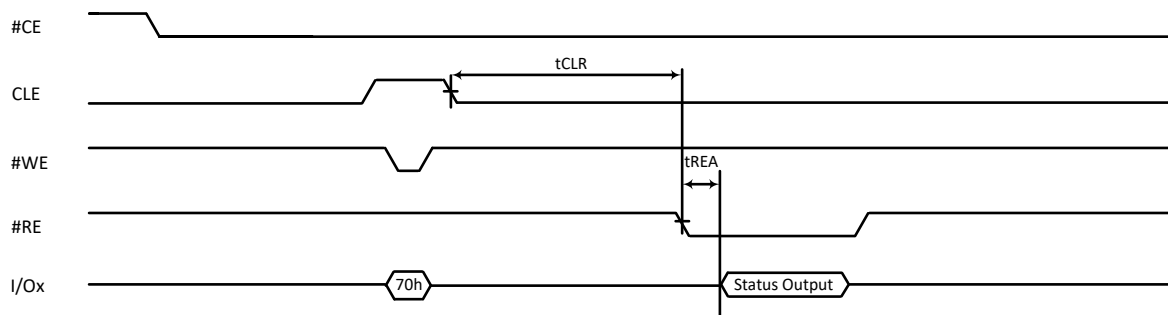 #CE
tCLR
CLE
#WE
tREA
#RE
I/Ox
70h
Status Output